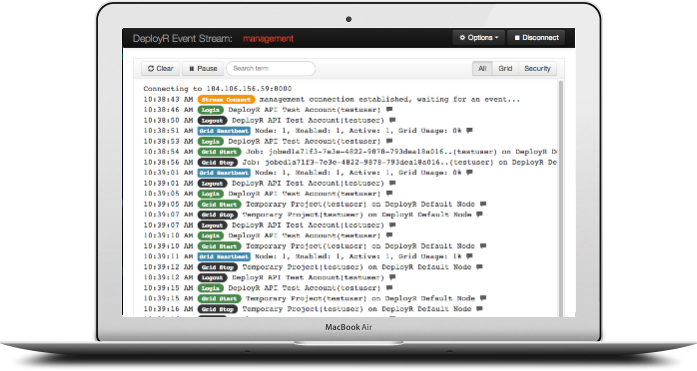 DeployR Event Stream: management Options Disconnect
Clear Pause Search term All Grid Security
Connecting to 184.106.156.59:8000
10:38:43 AM Stream Connect management connection established, waiting for an event...
10:38:46 AM Login DeployR API Test Account[testuser]
10:38:50 AM Logout DeployR API Test Account[testuser]
10:38:51 AM Grid Heartbeat Node: 1, Enabled: 1, Active: 1, Grid Usage: 0%
10:38:53 AM Login DeployR API Test Account[testuser]
10:38:54 AM Grid Start Job: jobed1a71f3-7e3e-4822-9878-793dea18a016..(testuser) on DeployR De
10:38:56 AM Grid Stop Job: jobed1a71f3-7e3e-4822-9878-793dea18a016..(testuser) on DeployR De
10:39:01 AM Grid Heartbeat Node: 1, Enabled: 1, Active: 1, Grid Usage: 0%
10:39:01 AM Logout DeployR API Test Account[testuser]
10:39:05 AM Login DeployR API Test Account[testuser]
10:39:05 AM Grid Start Temporary Project(testuser) on DeployR Default Node
10:39:07 AM Grid Stop Temporary Project(testuser) on DeployR Default Node
10:39:07 AM Logout DeployR API Test Account[testuser]
10:39:10 AM Login DeployR API Test Account[testuser]
10:39:10 AM Grid Start Temporary Project(testuser) on DeployR Default Node
10:39:11 AM Grid Heartbeat Node: 1, Enabled: 1, Active: 1, Grid Usage: 1%
10:39:12 AM Grid Stop Temporary Project(testuser) on DeployR Default Node
10:39:12 AM Logout DeployR API Test Account[testuser]
10:39:15 AM Login DeployR API Test Account[testuser]
10:39:15 AM Grid Start Temporary Project(testuser) on DeployR Default Node
10:39:16 AM Grid Stop Temporary Project(testuser) on DeployR Default Node
MacBook Air